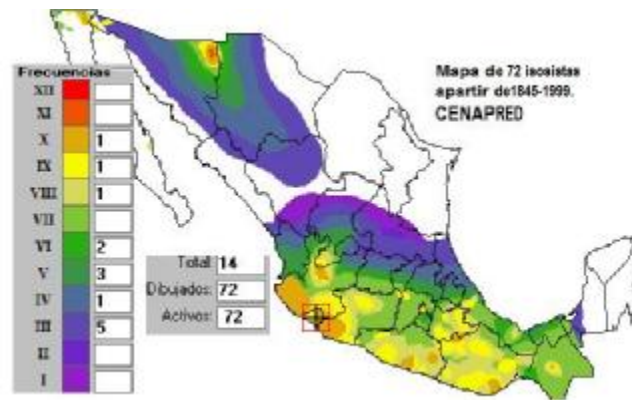 Frecuencias
XII
XI
X 1
IX 1
VIII 1
VII
VI 2
V 3
IV 1
III 5
II
I
Mapa de 72 isosistas
apartir de1845-1999.
CENAPRED
Total: 14
Dibujados: 72
Activos: 72